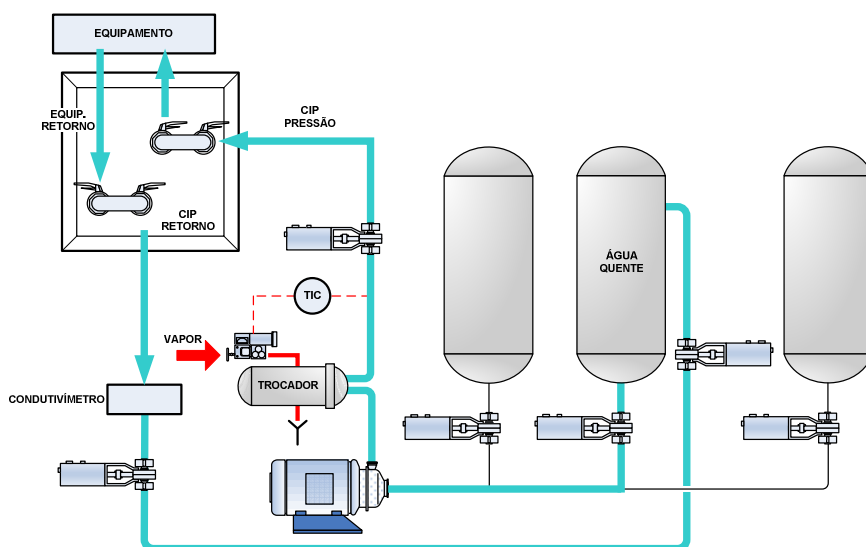 EQUIPAMENTO
EQUIP.
RETORNO
CIP
PRESSÃO
CIP
RETORNO
ÁGUA
QUENTE
TIC
VAPOR
TROCADOR
CONDUTIVÍMETRO